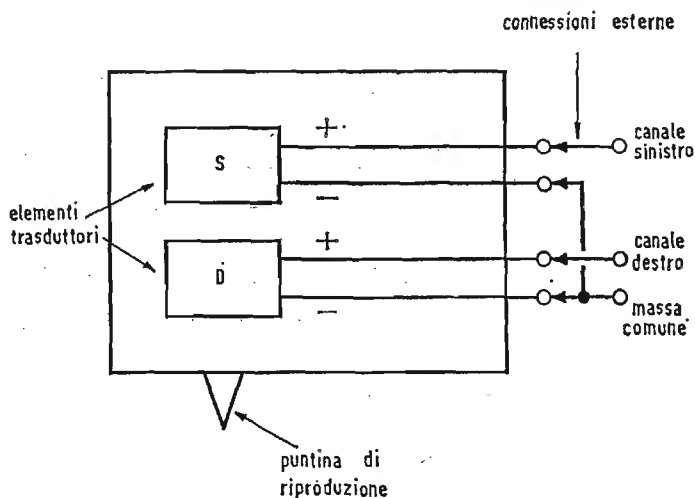 connessioni esterne
canale
sinistro
+
S
−
elementi
trasduttori
+
D
−
canale
destro
massa
comune
puntina di
riproduzione